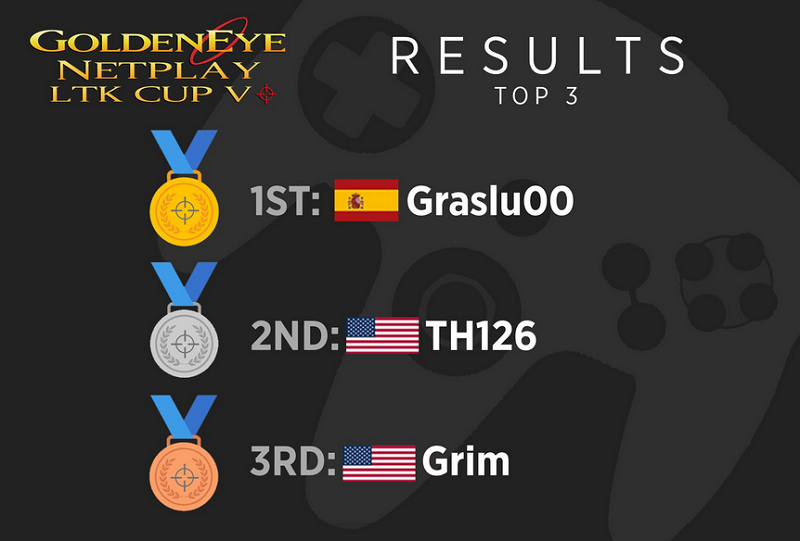 GOLDENEYE
NETPLAY
LTK CUP V
RESULTS
TOP 3
1ST: Graslu00
2ND: TH126
3RD: Grim